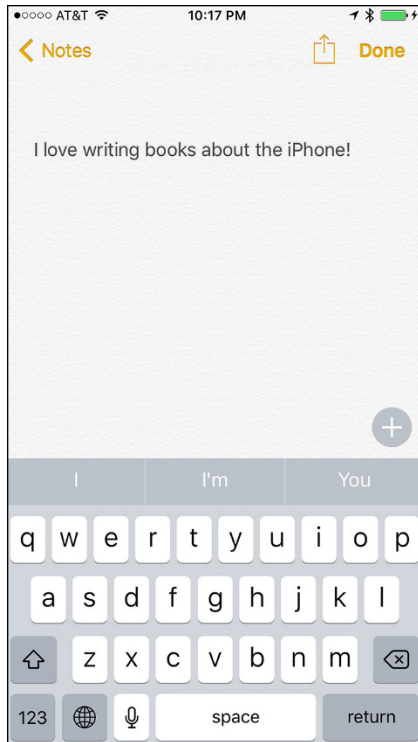 AT&T 10:17 PM
Notes Done
I love writing books about the iPhone!
I I'm You
q w e r t y u i o p
a s d f g h j k l
z x c v b n m
123 space return